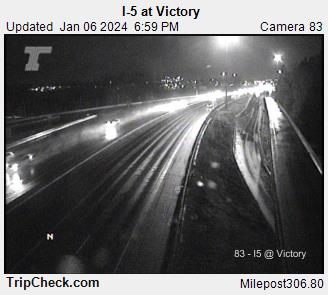 I-5 at Victory
Updated Jan 06 2024 6:59 PM Camera 83
T
N
83 - I5 @ Victory
TripCheck.com Milepost306.80